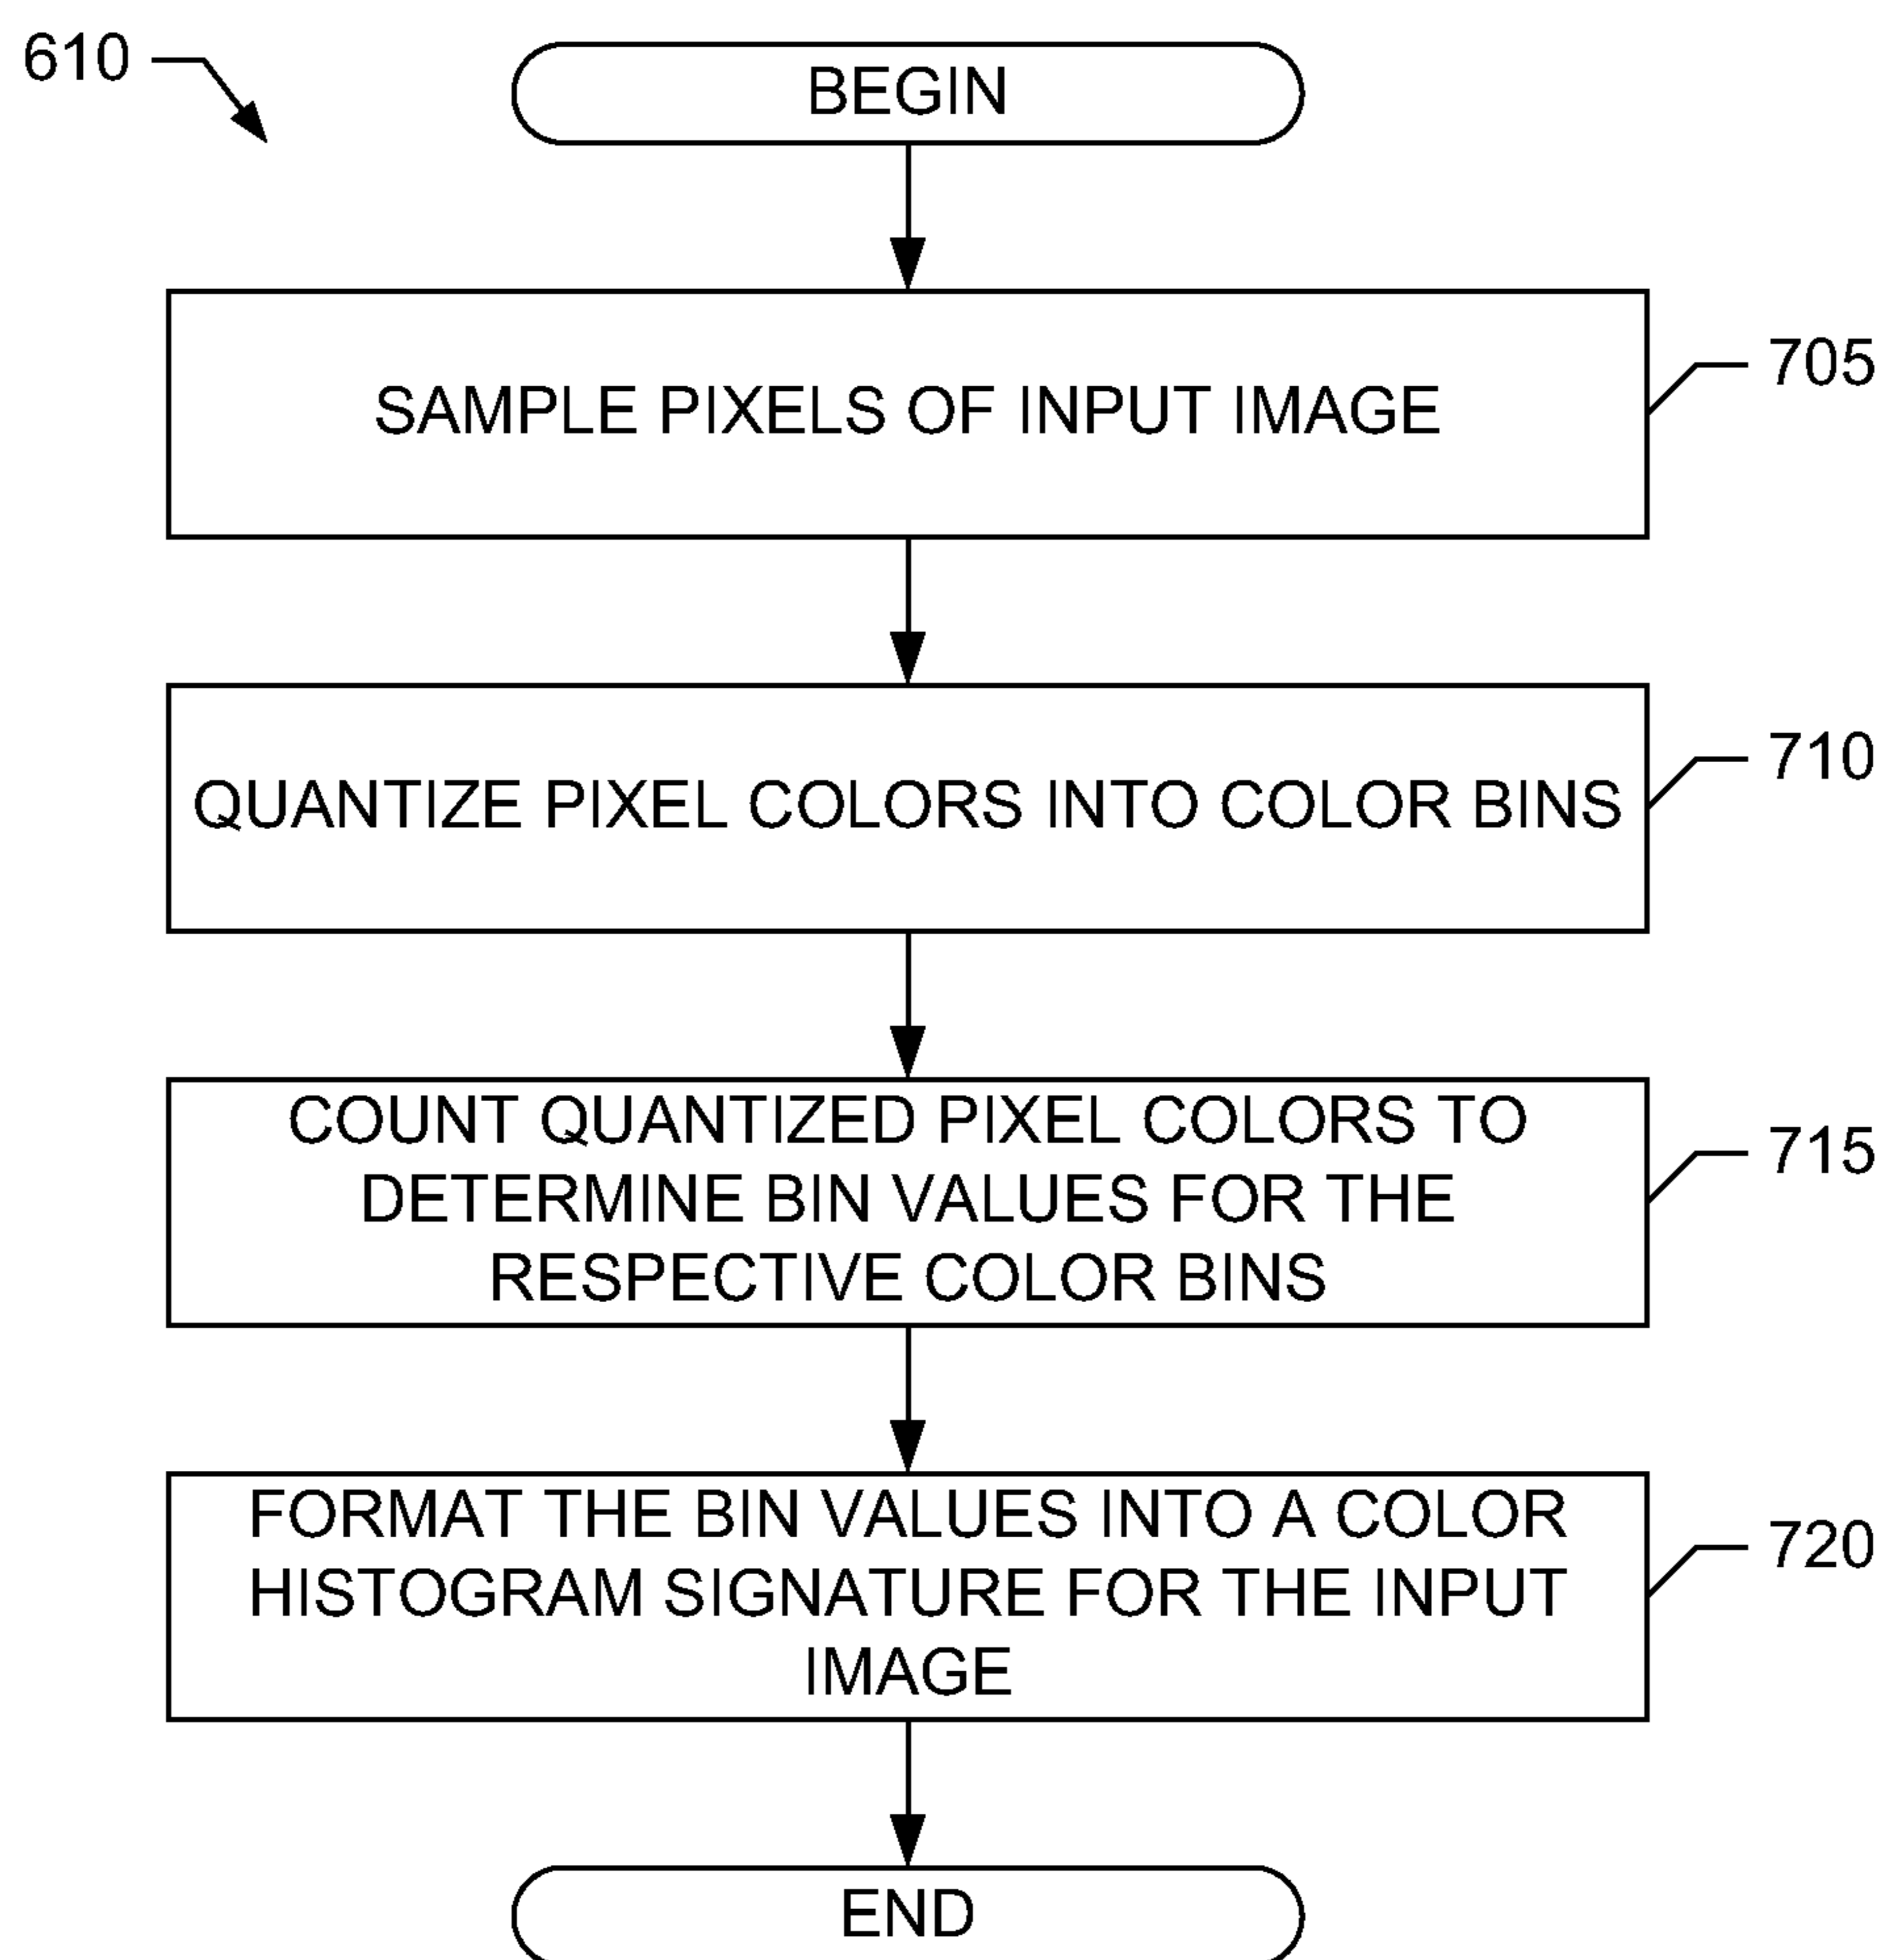 610
BEGIN
SAMPLE PIXELS OF INPUT IMAGE
705
QUANTIZE PIXEL COLORS INTO COLOR BINS
710
COUNT QUANTIZED PIXEL COLORS TO
DETERMINE BIN VALUES FOR THE
RESPECTIVE COLOR BINS
715
FORMAT THE BIN VALUES INTO A COLOR
HISTOGRAM SIGNATURE FOR THE INPUT
IMAGE
720
END